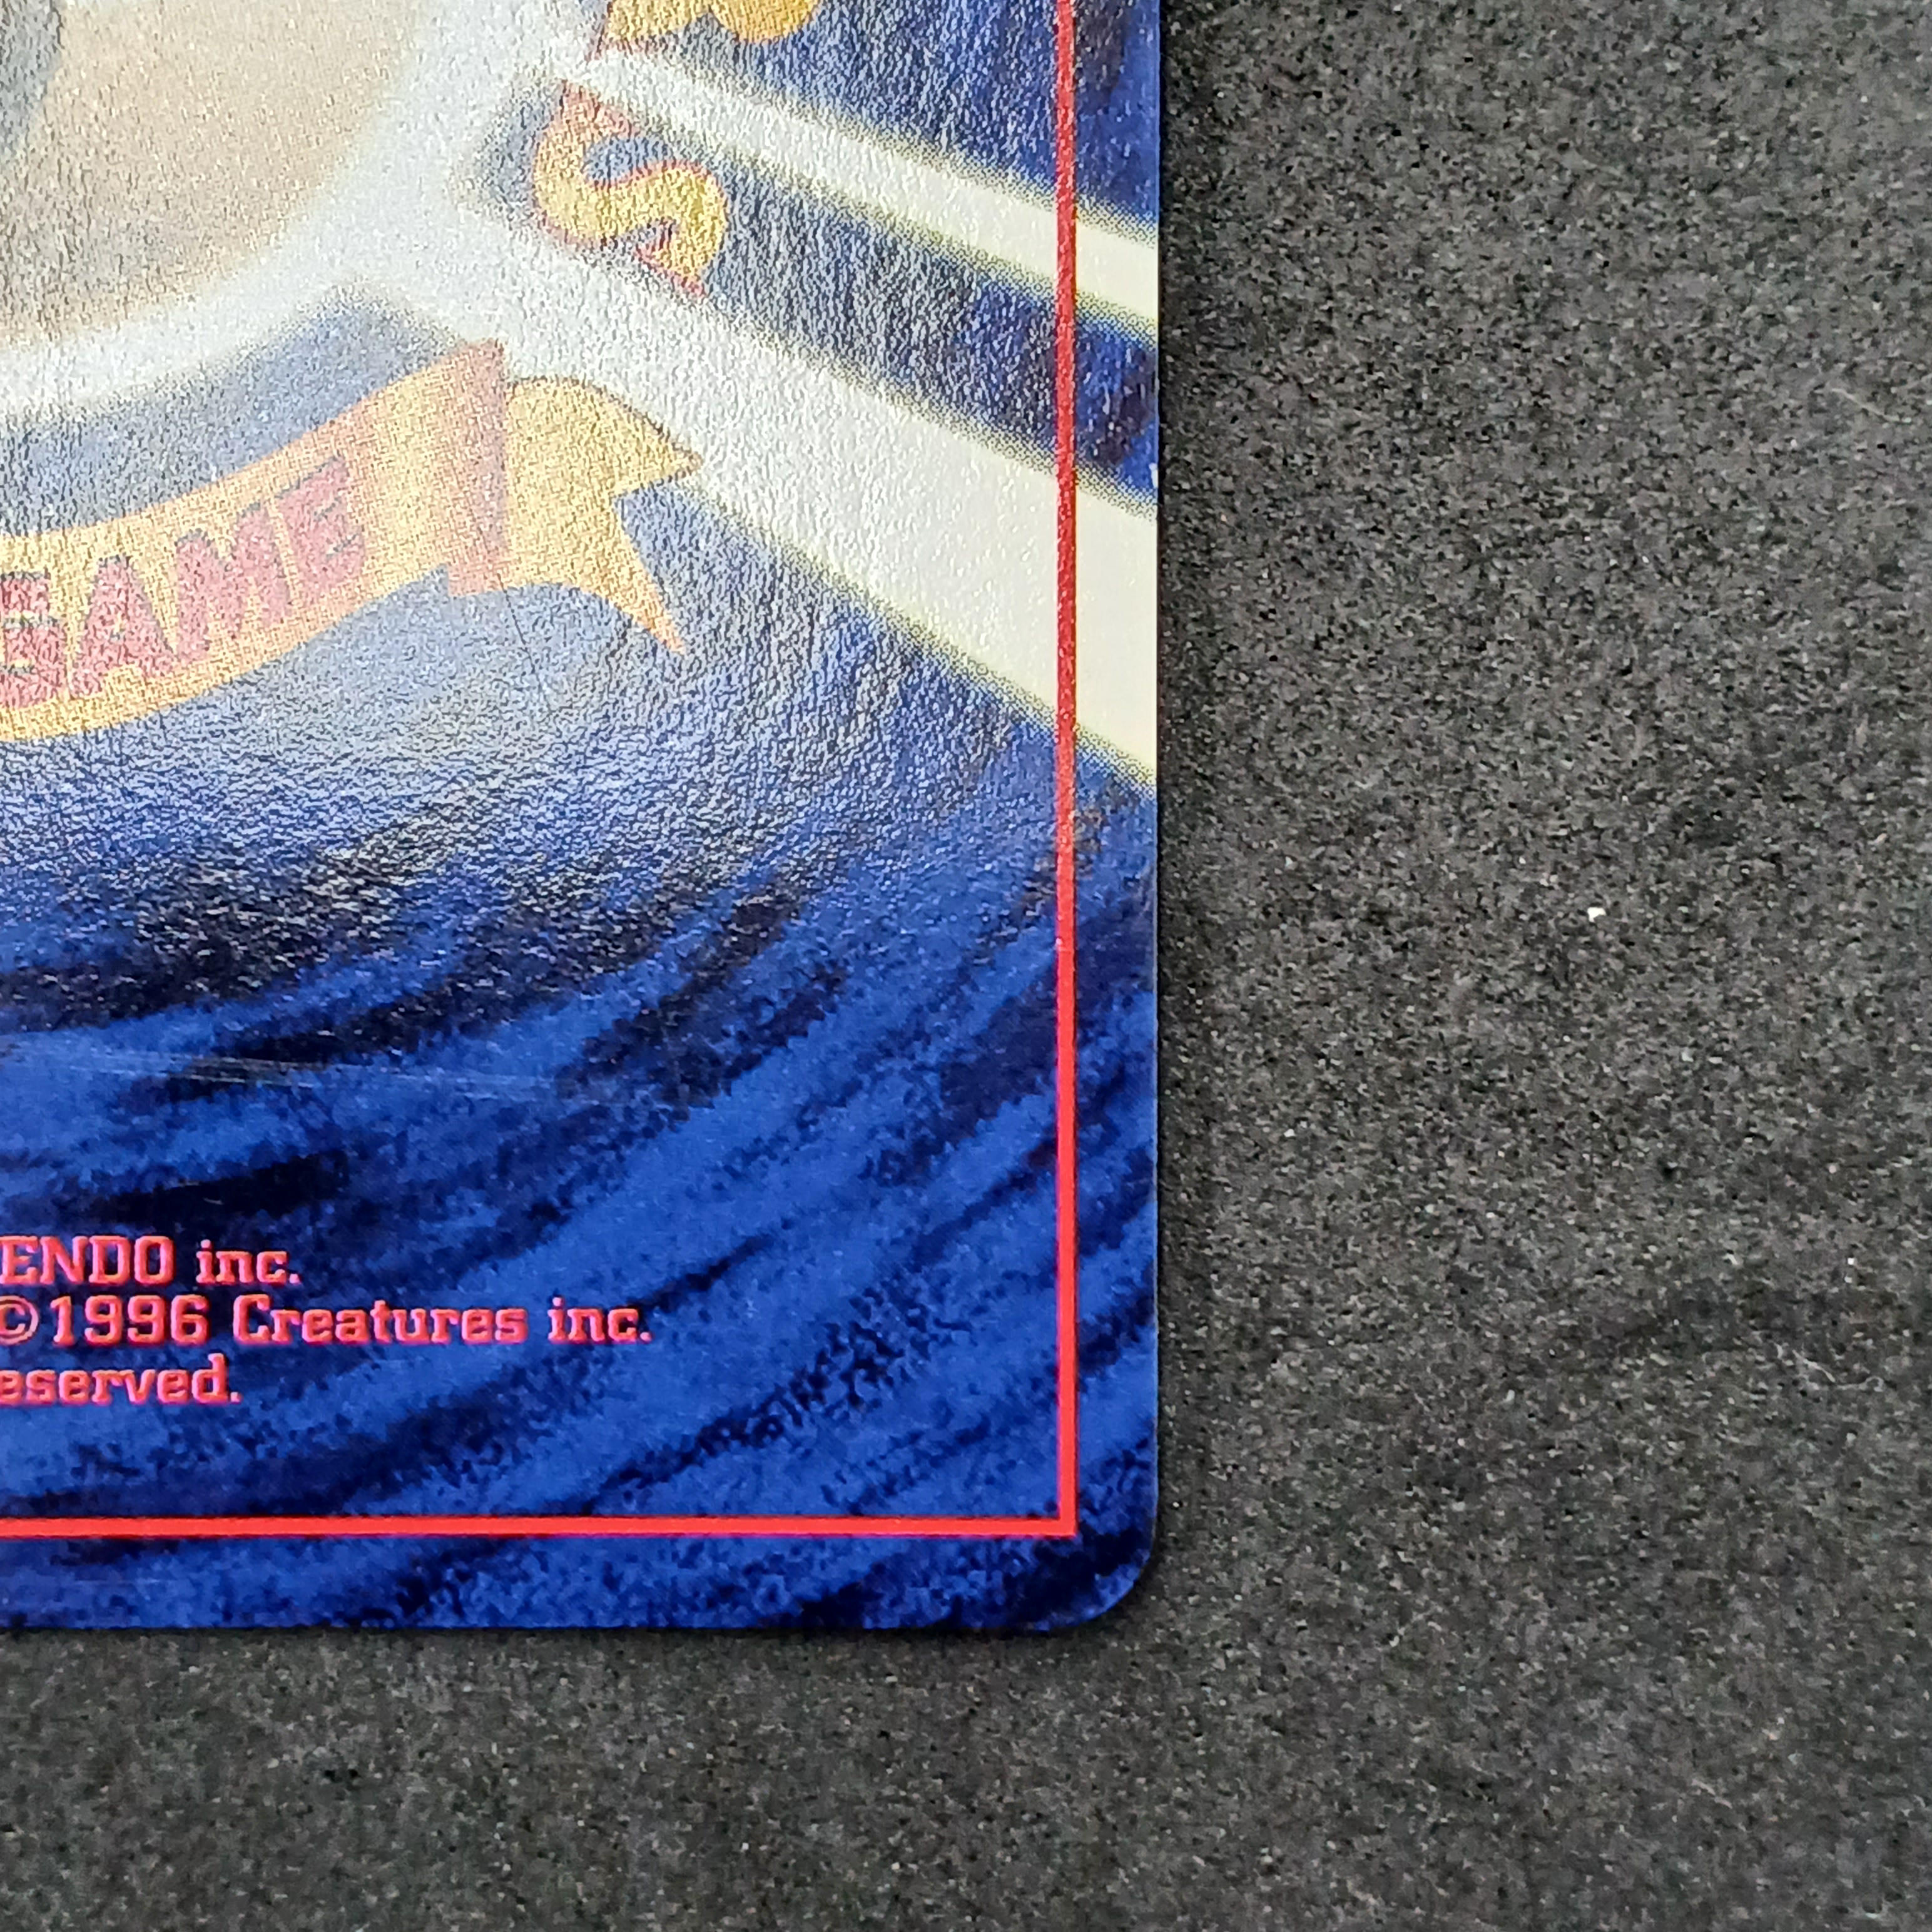 S
GAME
ENDO inc.
©1996 Creatures inc.
eserved.